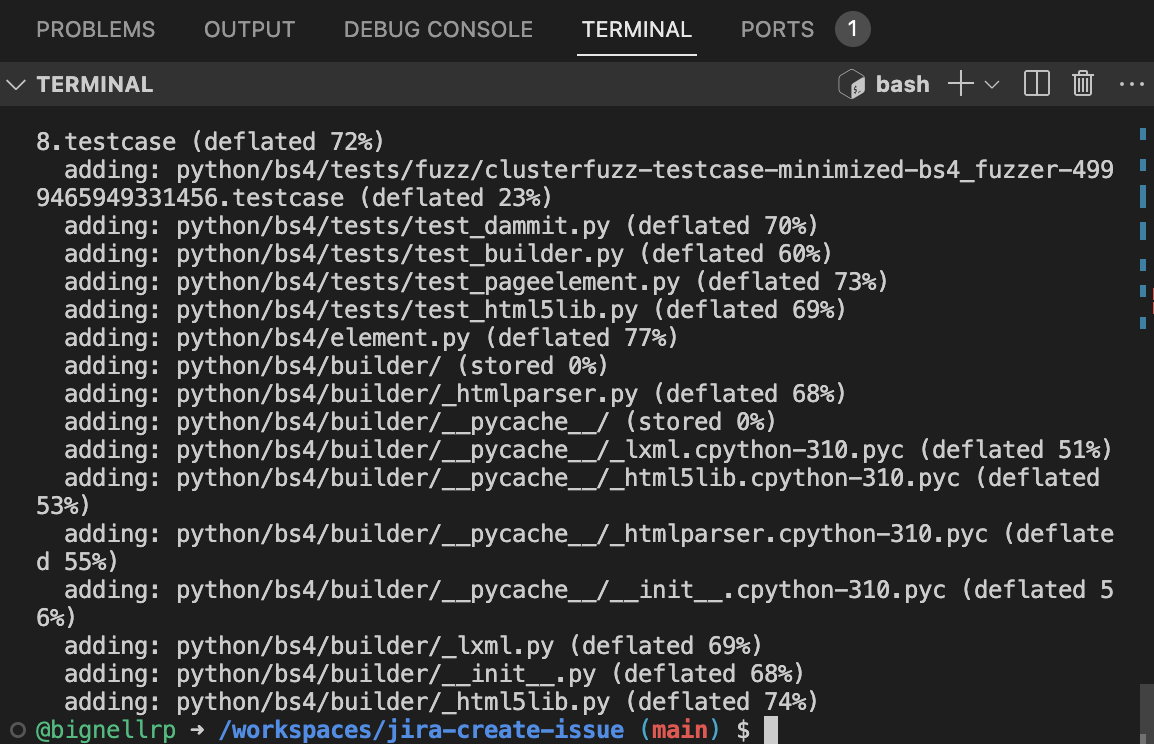 PROBLEMS OUTPUT DEBUG CONSOLE TERMINAL PORTS 1
TERMINAL bash
8.testcase (deflated 72%)
adding: python/bs4/tests/fuzz/clusterfuzz-testcase-minimized-bs4_fuzzer-499
9465949331456.testcase (deflated 23%)
adding: python/bs4/tests/test_dammit.py (deflated 70%)
adding: python/bs4/tests/test_builder.py (deflated 60%)
adding: python/bs4/tests/test_pageelement.py (deflated 73%)
adding: python/bs4/tests/test_html5lib.py (deflated 69%)
adding: python/bs4/element.py (deflated 77%)
adding: python/bs4/builder/ (stored 0%)
adding: python/bs4/builder/_htmlparser.py (deflated 68%)
adding: python/bs4/builder/__pycache__/ (stored 0%)
adding: python/bs4/builder/__pycache__/_lxml.cpython-310.pyc (deflated 51%)
adding: python/bs4/builder/__pycache__/_html5lib.cpython-310.pyc (deflated
53%)
adding: python/bs4/builder/__pycache__/_htmlparser.cpython-310.pyc (deflate
d 55%)
adding: python/bs4/builder/__pycache__/__init__.cpython-310.pyc (deflated 5
6%)
adding: python/bs4/builder/_lxml.py (deflated 69%)
adding: python/bs4/builder/__init__.py (deflated 68%)
adding: python/bs4/builder/_html5lib.py (deflated 74%)
@bignellrp ➜ /workspaces/jira-create-issue (main) $